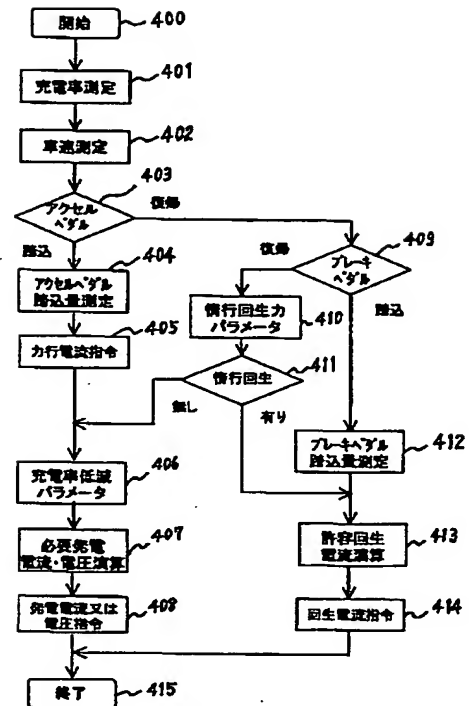 開始
400
充電率測定
401
車速測定
402
403
アクセル
ペダル
復帰
踏込
404
アクセルペダル
踏込量測定
405
力行電流指令
409
ブレーキ
ペダル
復帰
踏込
惰行回生力
パラメータ
410
411
惰行回生
無し
有り
ブレーキペダル
踏込量測定
412
充電率低減
パラメータ
406
必要発電
電流・電圧演算
407
許容回生
電流演算
413
発電電流又は
電圧指令
408
回生電流指令
414
終了
415